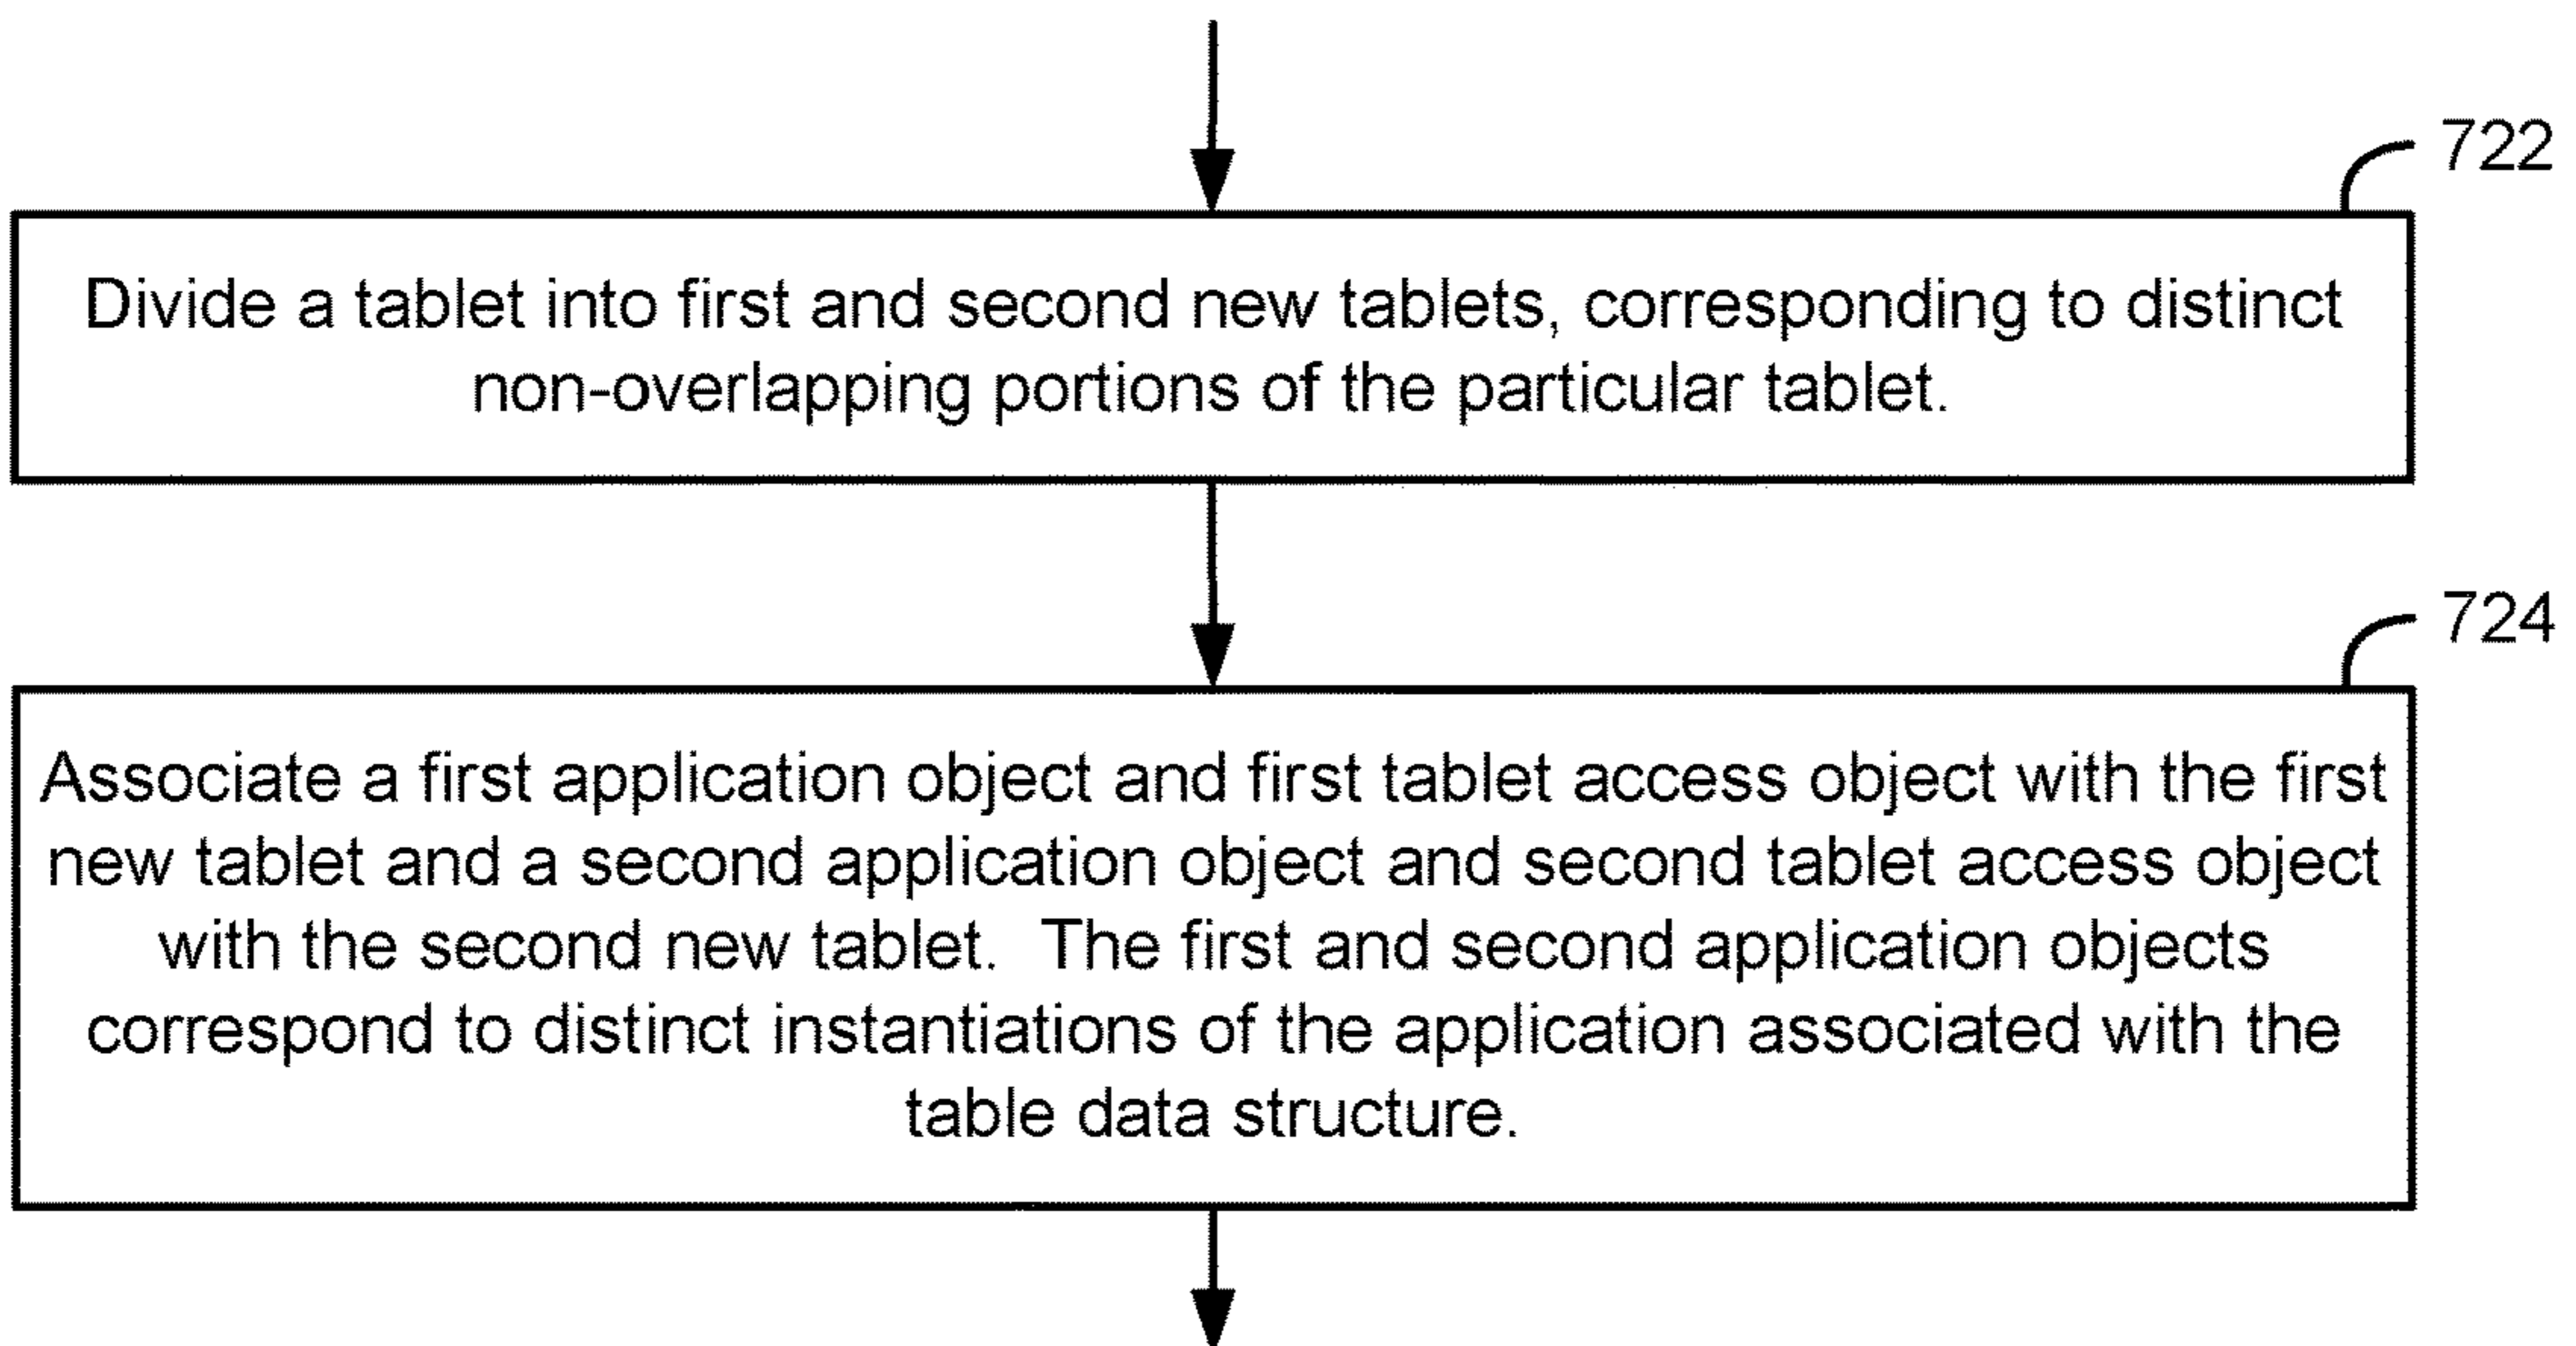 722
Divide a tablet into first and second new tablets, corresponding to distinct
non-overlapping portions of the particular tablet.
724
Associate a first application object and first tablet access object with the first
new tablet and a second application object and second tablet access object
with the second new tablet.  The first and second application objects
correspond to distinct instantiations of the application associated with the
table data structure.